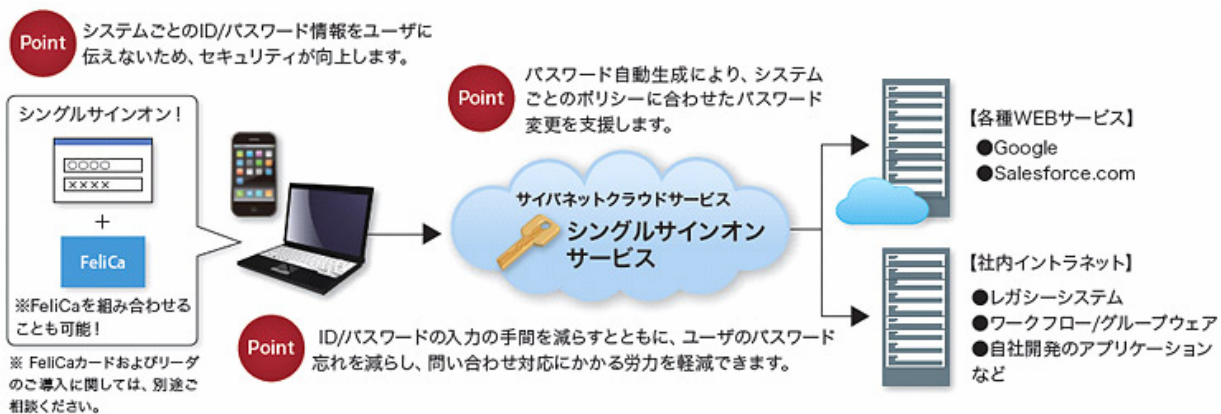 Point
システムごとのID/パスワード情報をユーザに
伝えないため、セキュリティが向上します。
Point
パスワード自動生成により、システム
ごとのポリシーに合わせたパスワード
変更を支援します。
シングルサインオン！
○○○○
××××
+
FeliCa
※FeliCaを組み合わせる
ことも可能！
※ FeliCaカードおよびリーダ
のご導入に関しては、別途ご
相談ください。
サイバネットクラウドサービス
シングルサインオン
サービス
Point
ID/パスワードの入力の手間を減らすとともに、ユーザのパスワード
忘れを減らし、問い合わせ対応にかかる労力を軽減できます。
【各種WEBサービス】
●Google
●Salesforce.com
【社内イントラネット】
●レガシーシステム
●ワークフロー/グループウェア
●自社開発のアプリケーション
など